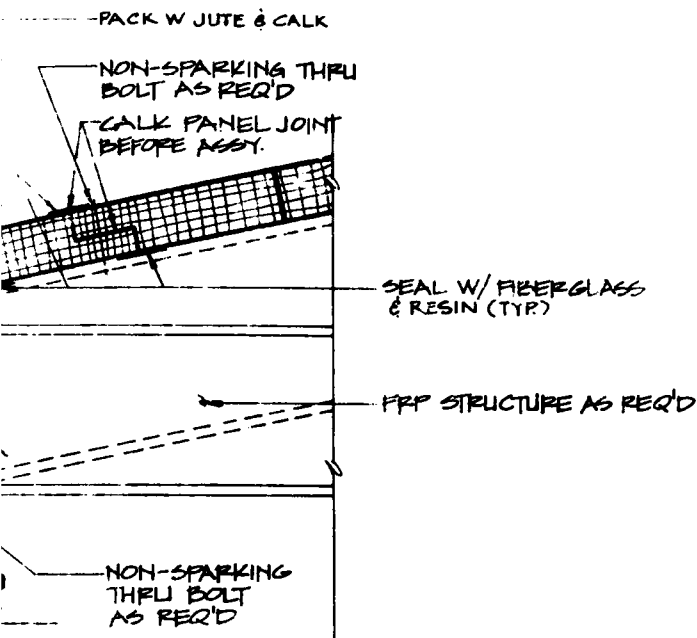 PACK W JUTE & CALK
NON-SPARKING THRU
BOLT AS REQ'D
CALK PANEL JOINT
BEFORE ASSY.
SEAL W/ FIBERGLASS
& RESIN (TYP.)
FRP STRUCTURE AS REQ'D
NON-SPARKING
THRU BOLT
AS REQ'D